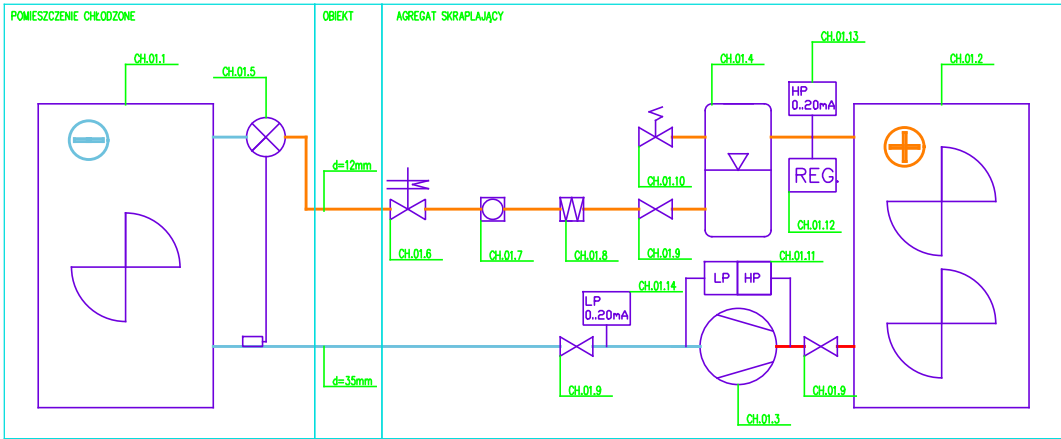 POMIESZCZENIE CHŁODZONE
OBIEKT
AGREGAT SKRAPLAJĄCY
CH.01.1
CH.01.5
CH.01.4
CH.01.13
CH.01.2
HP
0..20mA
d=12mm
CH.01.10
REG.
CH.01.12
CH.01.6
CH.01.7
CH.01.8
CH.01.9
CH.01.11
LP
HP
CH.01.14
LP
0..20mA
d=35mm
CH.01.9
CH.01.9
CH.01.3